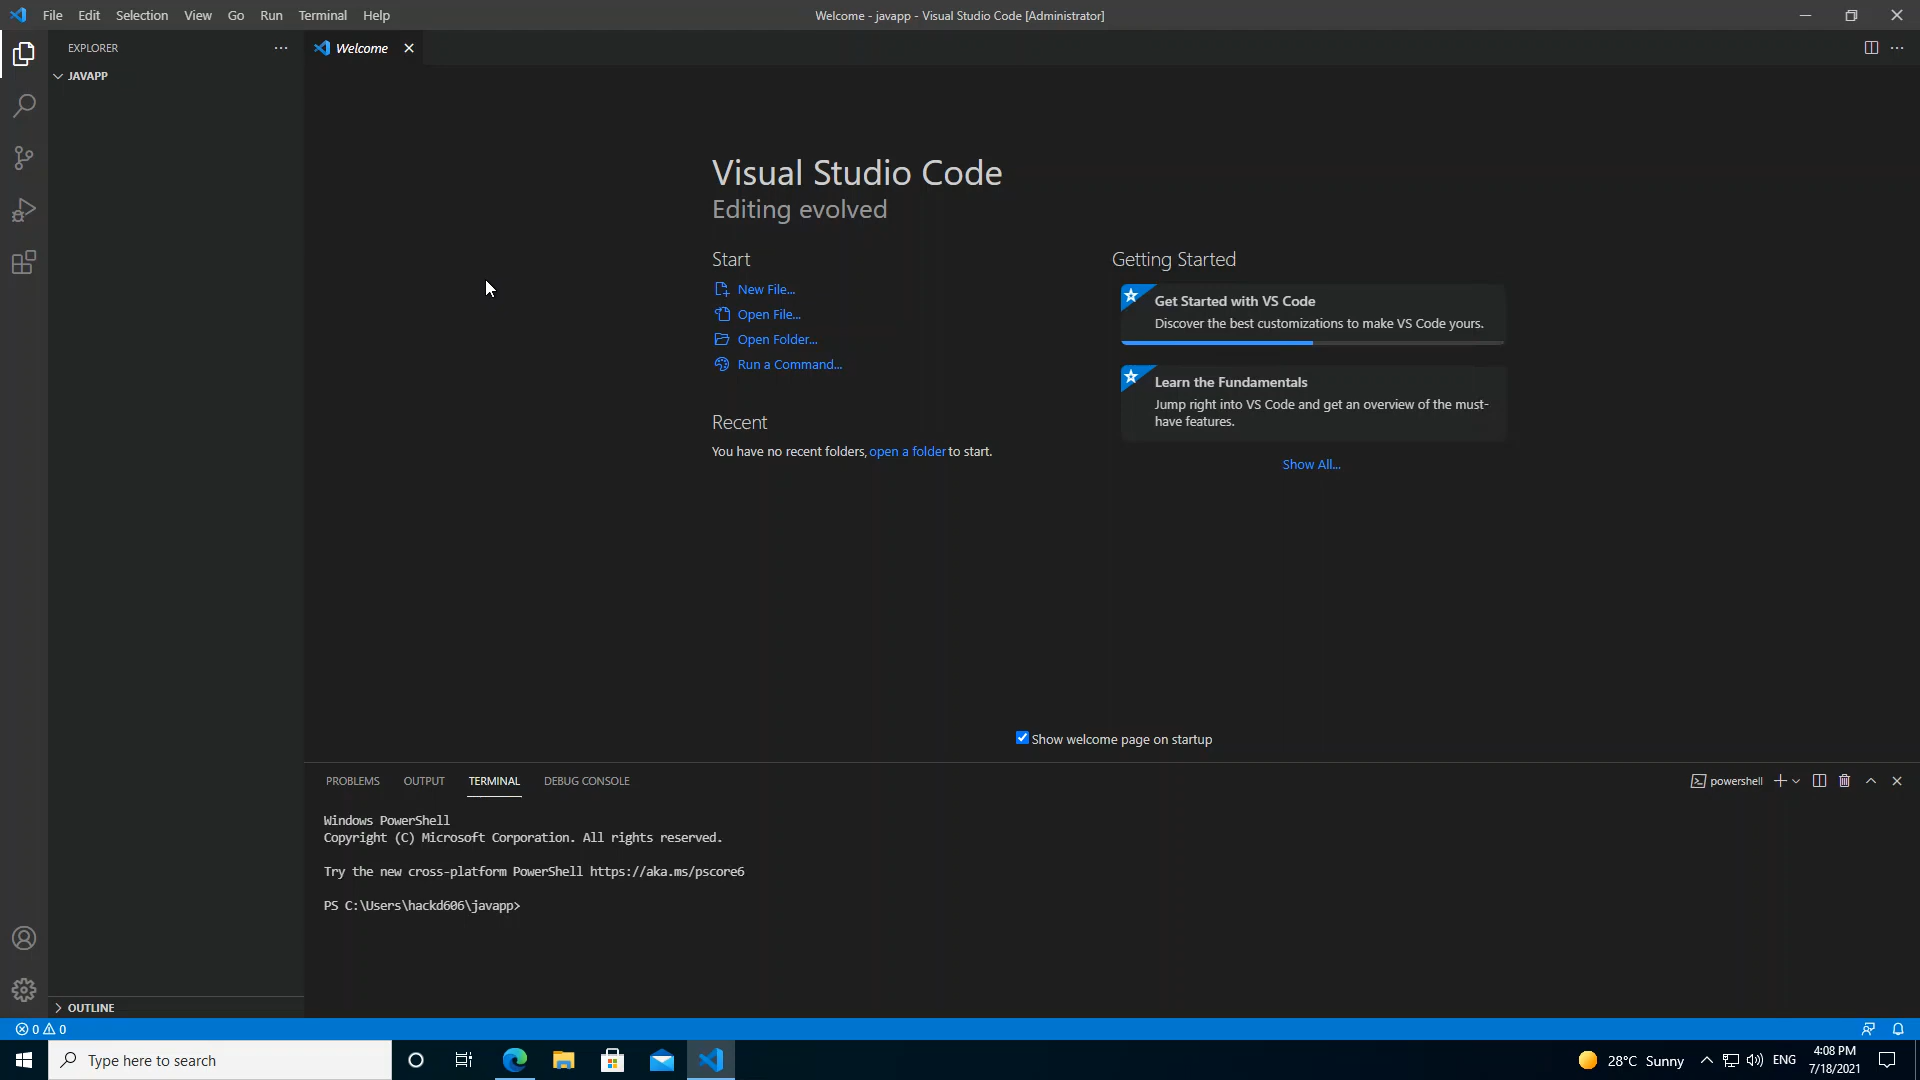 File Edit Selection View Go Run Terminal Help
Welcome - javapp - Visual Studio Code [Administrator]
EXPLORER
Welcome
JAVAPP
Visual Studio Code
Editing evolved
Start
New File...
Open File...
Open Folder...
Run a Command...
Recent
You have no recent folders, open a folder to start.
Getting Started
Get Started with VS Code
Discover the best customizations to make VS Code yours.
Learn the Fundamentals
Jump right into VS Code and get an overview of the must-
have features.
Show All...
Show welcome page on startup
PROBLEMS OUTPUT TERMINAL DEBUG CONSOLE
powershell
Windows PowerShell
Copyright (C) Microsoft Corporation. All rights reserved.
Try the new cross-platform PowerShell https://aka.ms/pscore6
PS C:\Users\hackd606\javapp>
OUTLINE
0 0
Type here to search
28°C Sunny
ENG
4:08 PM
7/18/2021